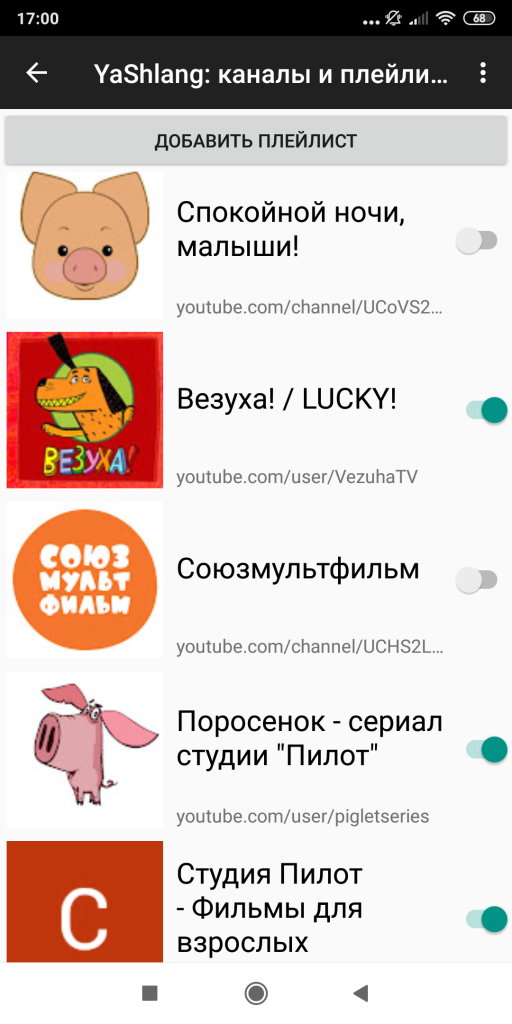 17:00
68
YaShlang: каналы и плейли...
ДОБАВИТЬ ПЛЕЙЛИСТ
Спокойной ночи,
малыши!
youtube.com/channel/UCoVS2...
ВЕЗУХА!
Везуха! / LUCKY!
youtube.com/user/VezuhaTV
СОЮЗ
МУЛЬТ
ФИЛЬМ
Союзмультфильм
youtube.com/channel/UCHS2L...
Поросенок - сериал
студии "Пилот"
youtube.com/user/pigletseries
С
Студия Пилот
- Фильмы для
взрослых